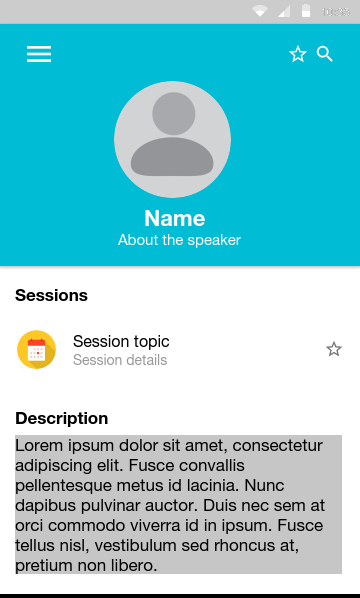 Name
About the speaker
Sessions
Session topic
Session details
Description
Lorem ipsum dolor sit amet, consectetur
adipiscing elit. Fusce convallis
pellentesque metus id lacinia. Nunc
dapibus pulvinar auctor. Duis nec sem at
orci commodo viverra id in ipsum. Fusce
tellus nisl, vestibulum sed rhoncus at,
pretium non libero.